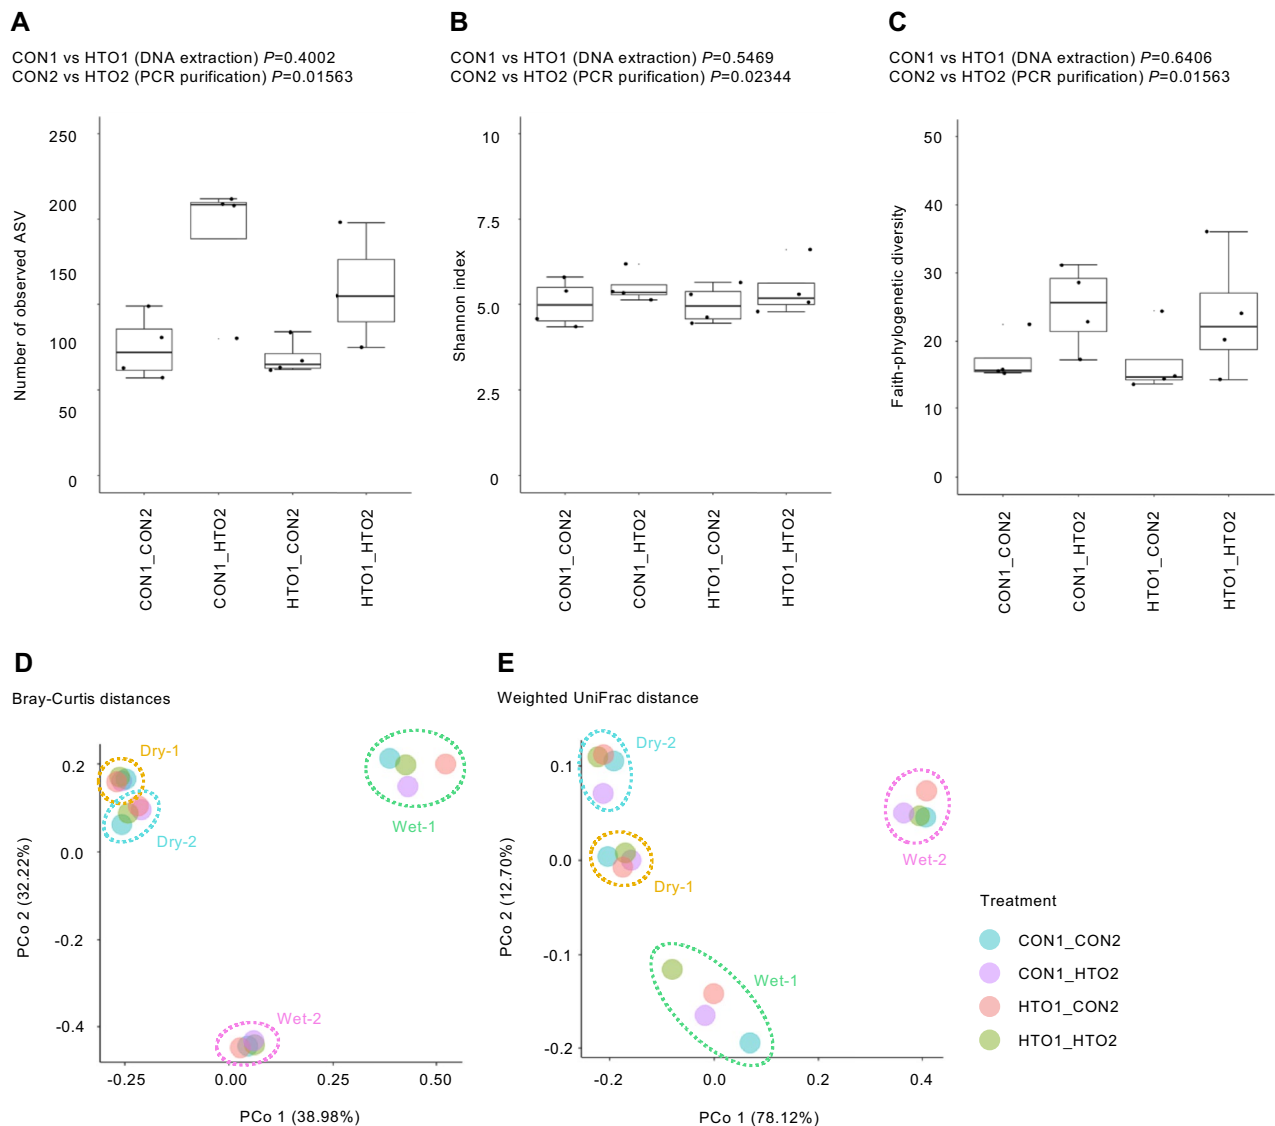 A
CON1 vs HTO1 (DNA extraction) P=0.4002
CON2 vs HTO2 (PCR purification) P=0.01563
Number of observed ASV
250
200
150
100
50
0
CON1_CON2
CON1_HTO2
HTO1_CON2
HTO1_HTO2
B
CON1 vs HTO1 (DNA extraction) P=0.5469
CON2 vs HTO2 (PCR purification) P=0.02344
Shannon index
10
7.5
5.0
2.5
0
CON1_CON2
CON1_HTO2
HTO1_CON2
HTO1_HTO2
C
CON1 vs HTO1 (DNA extraction) P=0.6406
CON2 vs HTO2 (PCR purification) P=0.01563
Faith-phylogenetic diversity
50
40
30
20
10
0
CON1_CON2
CON1_HTO2
HTO1_CON2
HTO1_HTO2
D
Bray-Curtis distances
PCo 2 (32.22%)
0.2
0.0
-0.2
-0.4
Dry-1
Dry-2
Wet-1
Wet-2
-0.25
0.00
0.25
0.50
PCo 1 (38.98%)
E
Weighted UniFrac distance
PCo 2 (12.70%)
0.1
0.0
-0.1
-0.2
Dry-2
Dry-1
Wet-2
Wet-1
-0.2
0.0
0.2
0.4
PCo 1 (78.12%)
Treatment
CON1_CON2
CON1_HTO2
HTO1_CON2
HTO1_HTO2